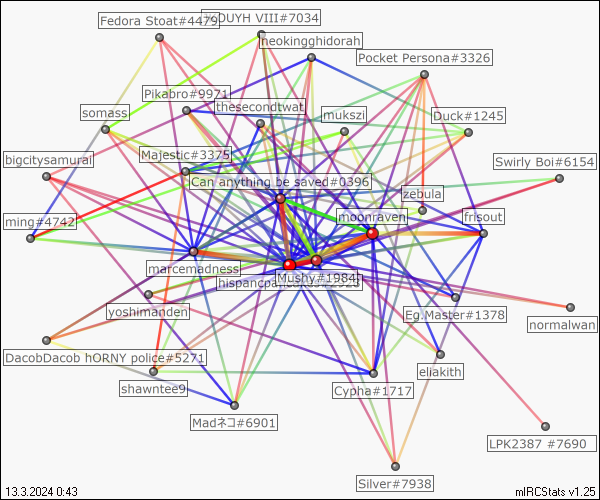 Fedora Stoat#4479
DUYH VIII#7034
neokingghidorah
Pocket Persona#3326
Pikabro#9971
thesecondtwat
somass
mukszi
Duck#1245
bigcitysamurai
Majestic#3375
Swirly Boi#6154
Can anything be saved#0396
zebula
ming#4742
moonraven
frisout
marcemadness
Mushy#1984
yoshimanden
Eg.Master#1378
normalwan
DacobDacob hORNY police#5271
eliakith
shawntee9
Cypha#1717
Madネコ#6901
LPK2387 #7690
Silver#7938
13.3.2024 0:43
mIRCStats v1.25